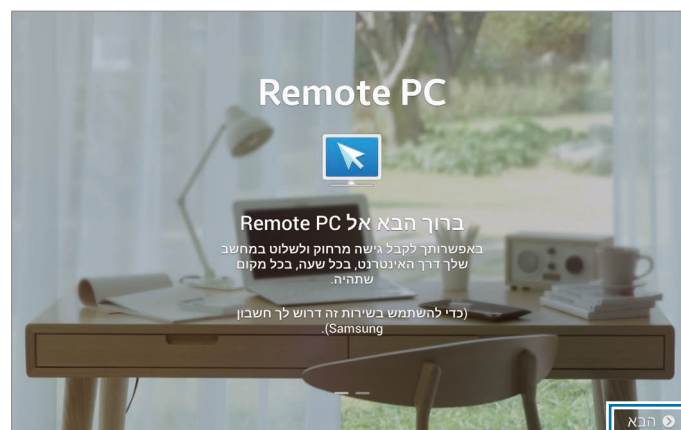 Remote PC
ברוך הבא אל Remote PC
באפשרותך לקבל גישה מרחוק ולשלוט במחשב
שלך דרך האינטרנט, בכל שעה, בכל מקום
שתהיה.
(כדי להשתמש בשירות זה דרוש לך חשבון
Samsung).
הבא